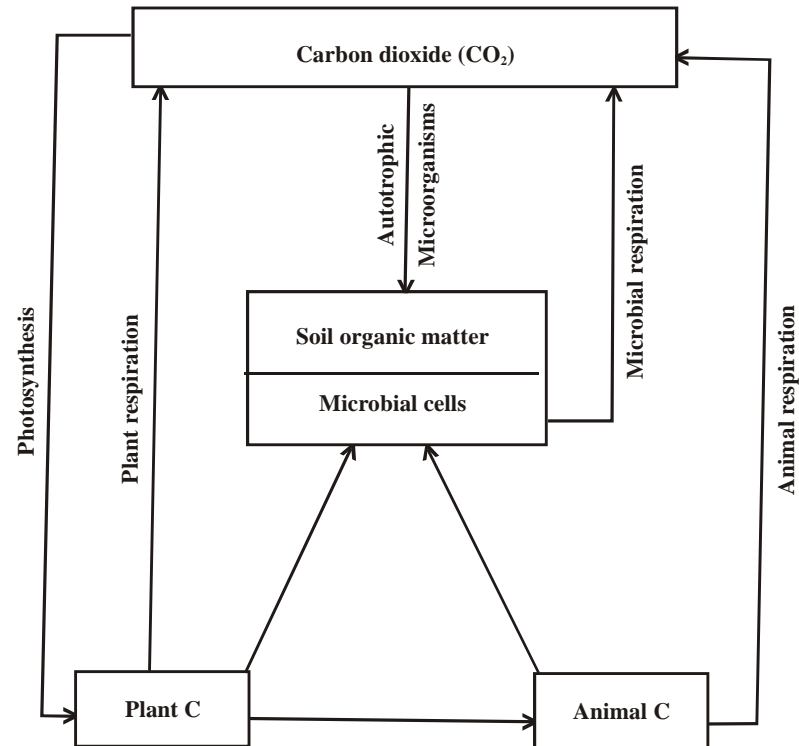 Carbon dioxide (CO₂)
Autotrophic
Microorganisms
Photosynthesis
Plant respiration
Microbial respiration
Animal respiration
Soil organic matter
Microbial cells
Plant C
Animal C